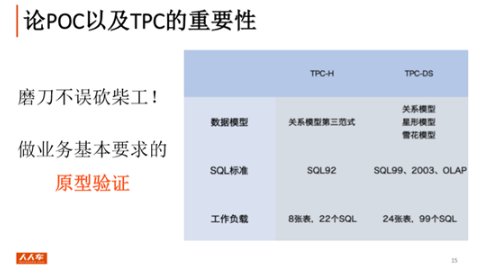 论POC以及TPC的重要性
磨刀不误砍柴工！
做业务基本要求的
原型验证
TPC-H TPC-DS
数据模型 关系模型第三范式 关系模型
星形模型
雪花模型
SQL标准 SQL92 SQL99、2003、OLAP
工作负载 8张表，22个SQL 24张表，99个SQL
人人车
15